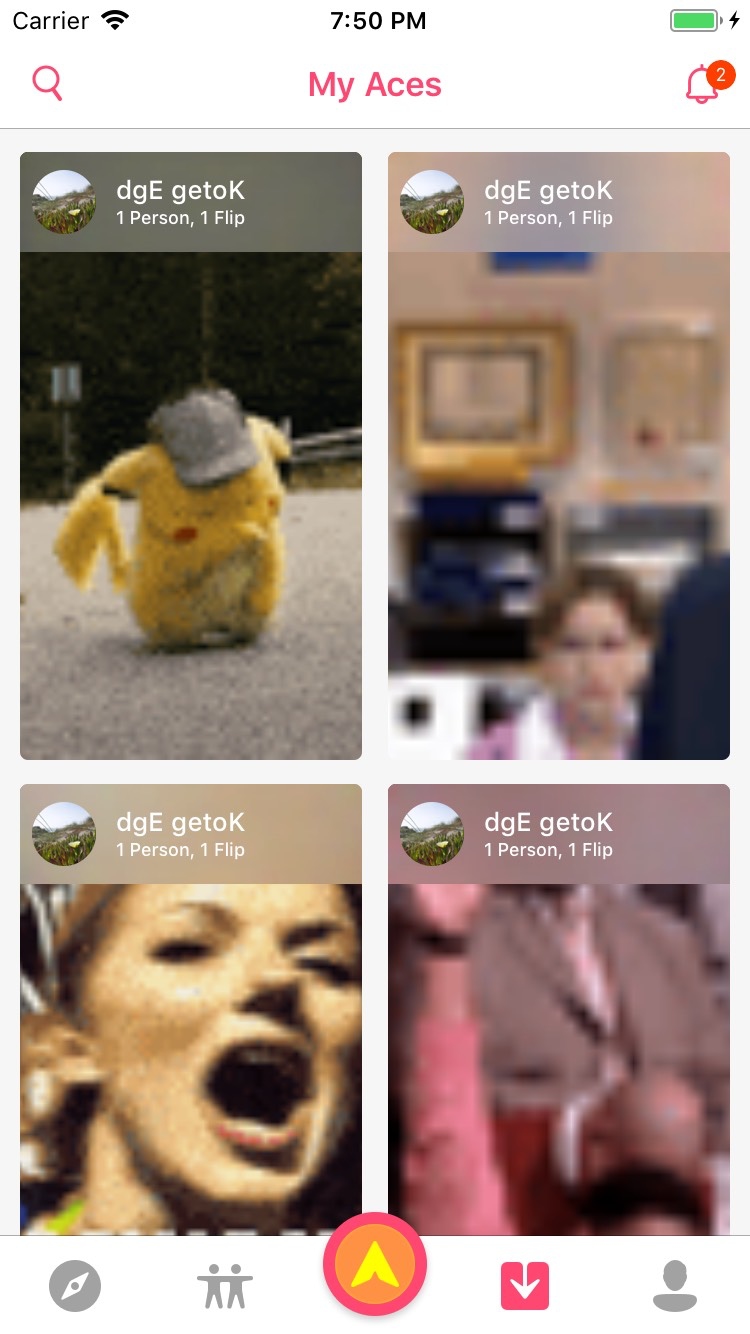 Carrier
7:50 PM
My Aces
2
dgE getoK
1 Person, 1 Flip
dgE getoK
1 Person, 1 Flip
dgE getoK
1 Person, 1 Flip
dgE getoK
1 Person, 1 Flip